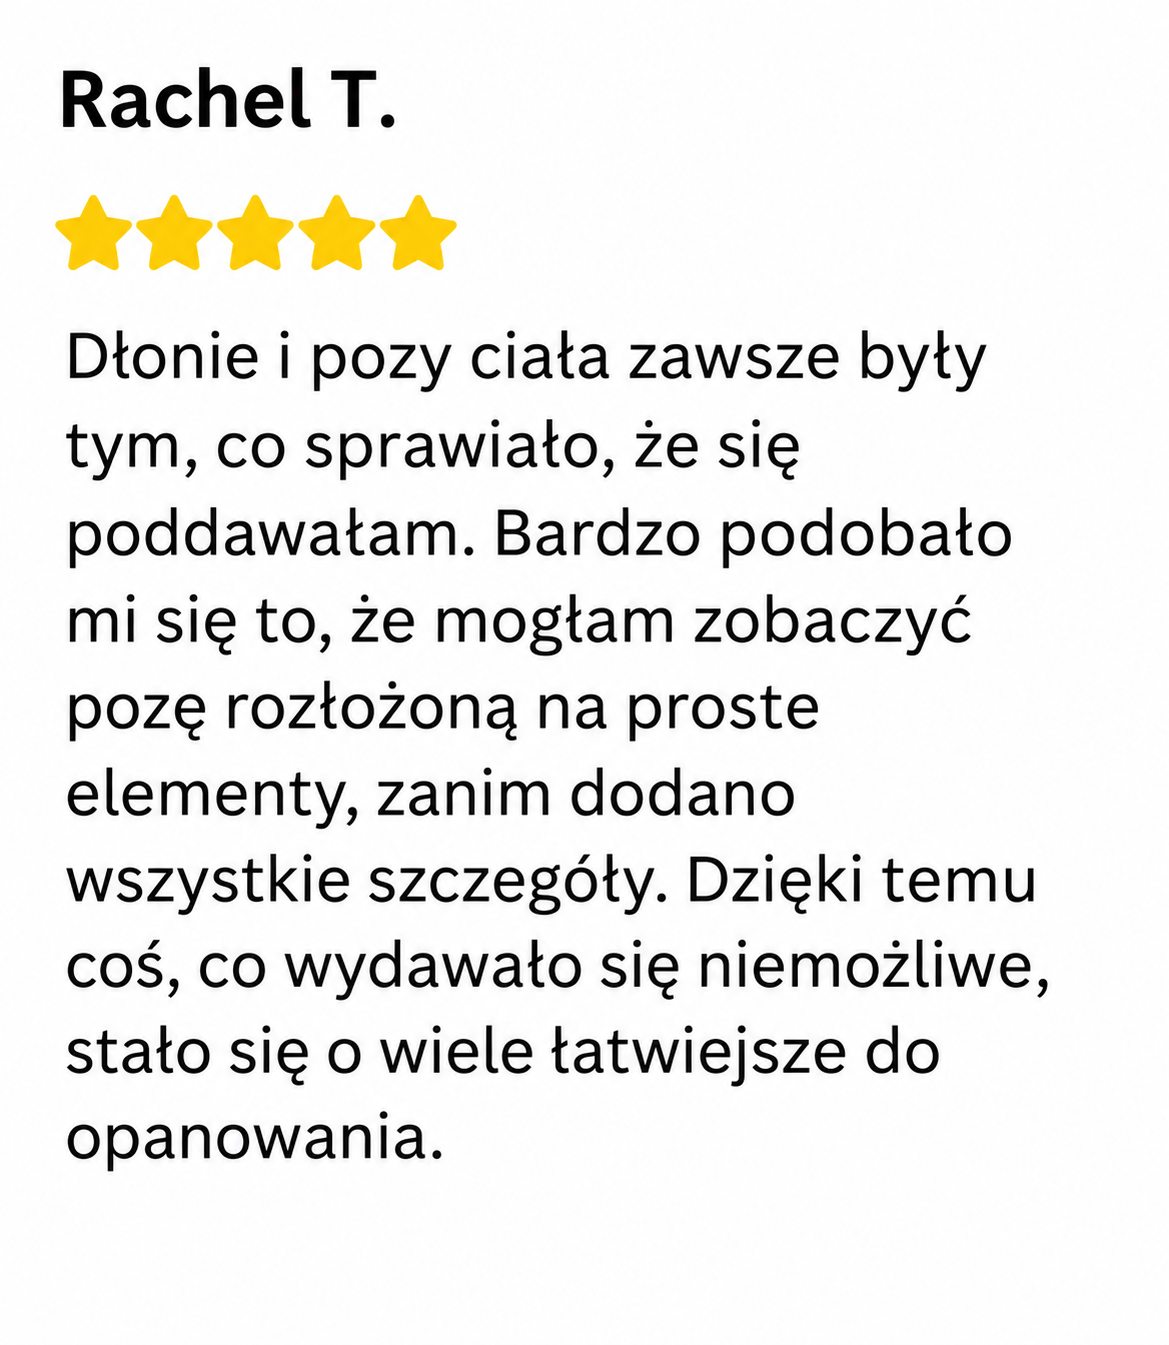 Rachel T.
Dłonie i pozy ciała zawsze były
tym, co sprawiało, że się
poddawałam. Bardzo podobało
mi się to, że mogłam zobaczyć
pozę rozłożoną na proste
elementy, zanim dodano
wszystkie szczegóły. Dzięki temu
coś, co wydawało się niemożliwe,
stało się o wiele łatwiejsze do
opanowania.